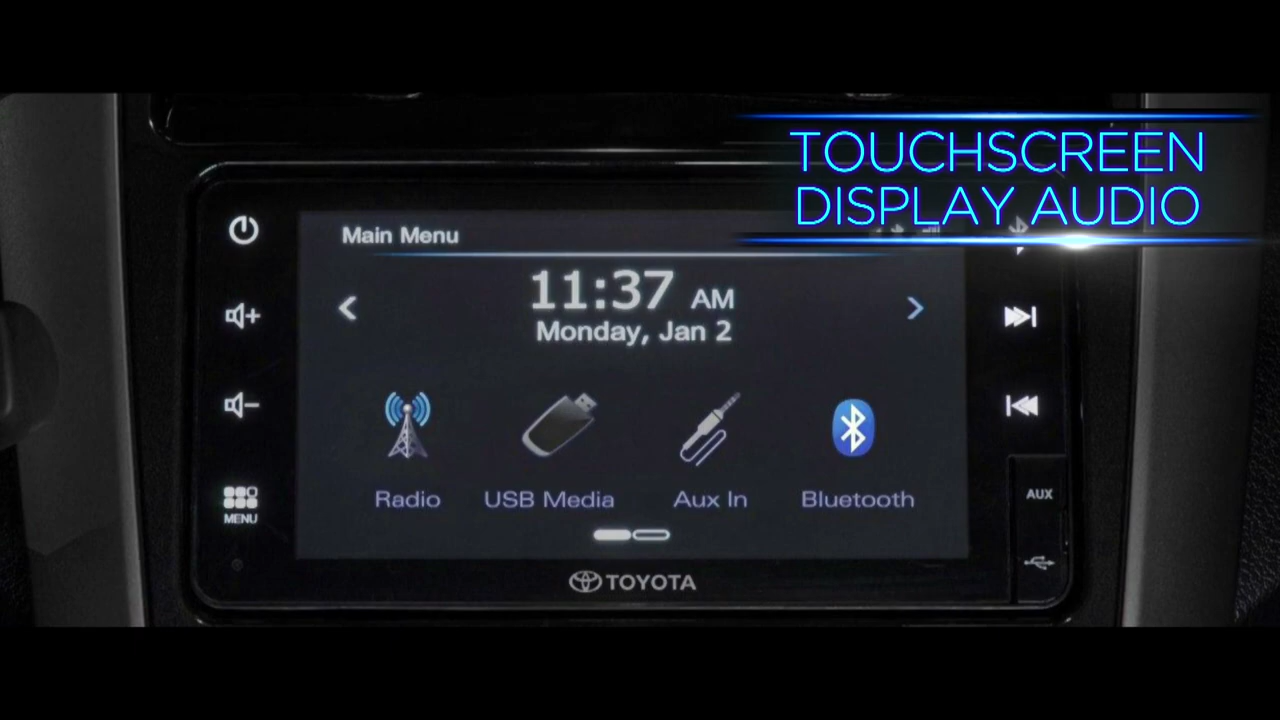 TOUCHSCREEN
DISPLAY AUDIO
Main Menu
11:37 AM
Monday, Jan 2
Radio
USB Media
Aux In
Bluetooth
MENU
AUX
TOYOTA